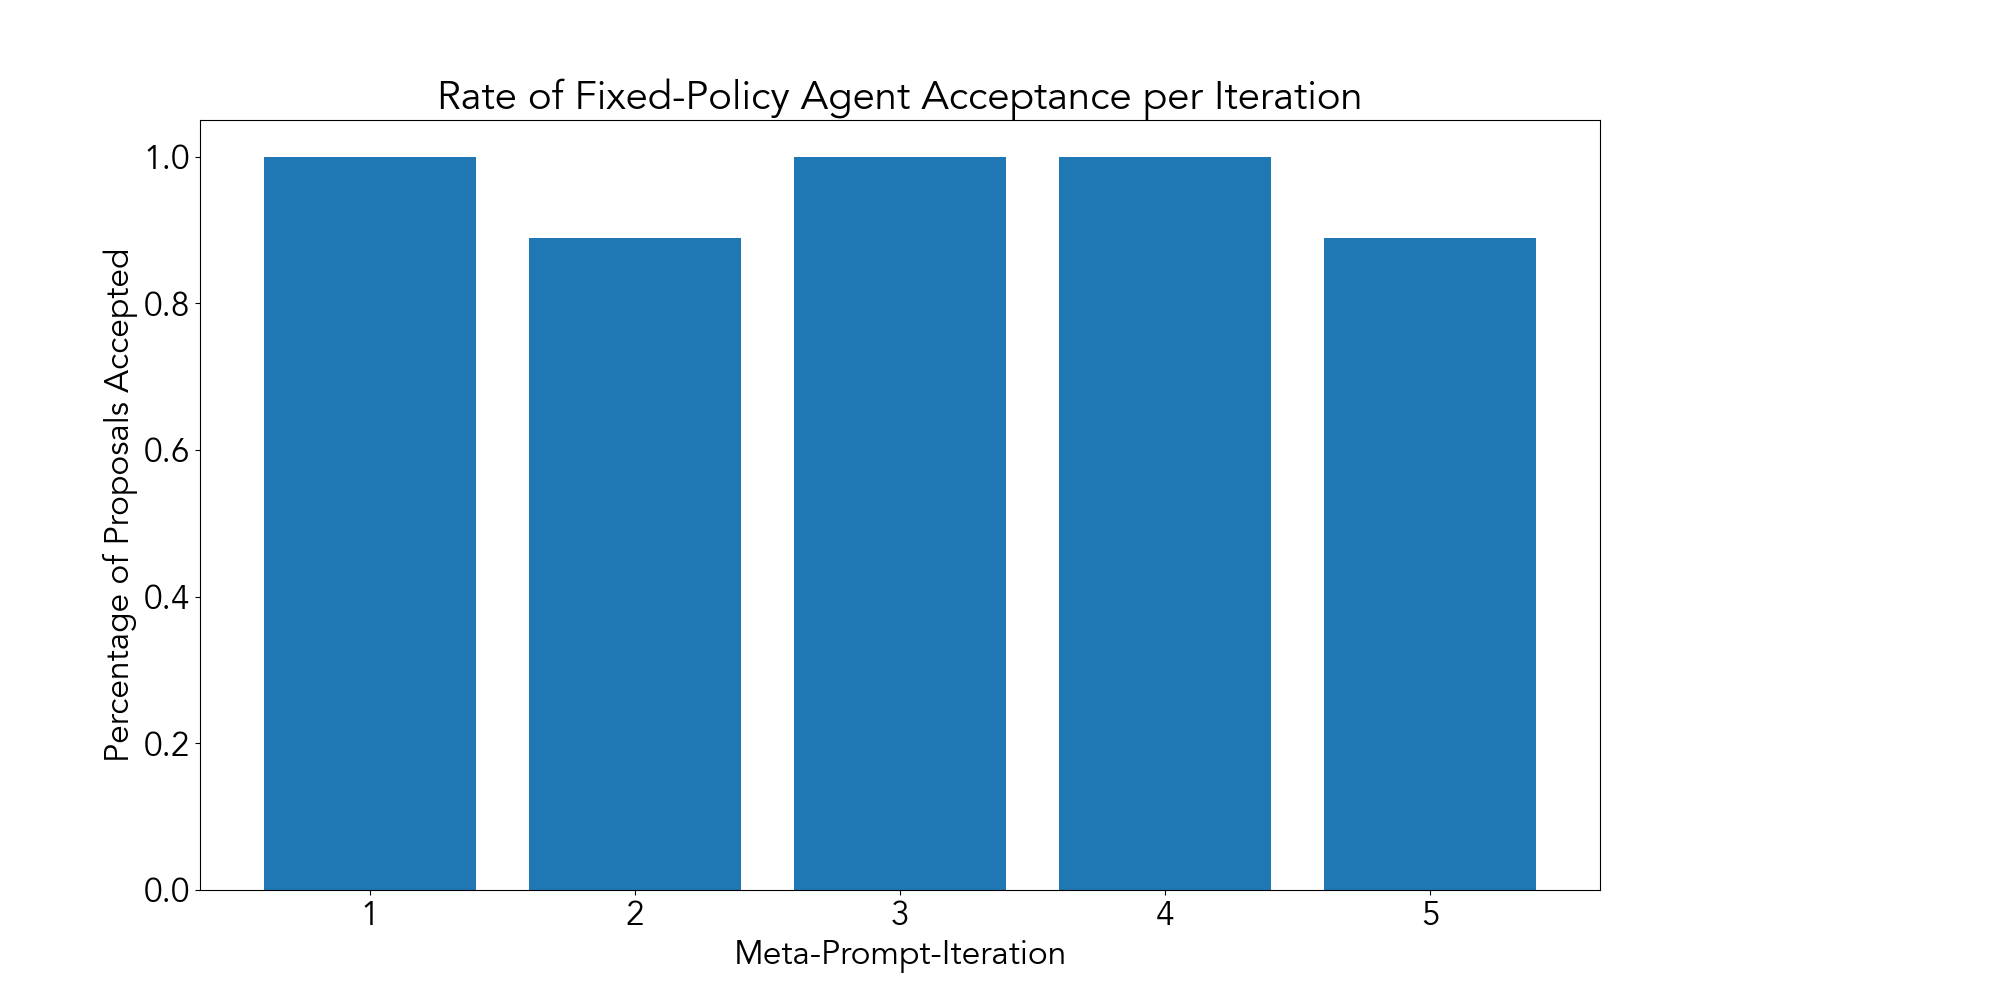 Rate of Fixed-Policy Agent Acceptance per Iteration
Percentage of Proposals Accepted
1.0
0.8
0.6
0.4
0.2
0.0
1 2 3 4 5
Meta-Prompt-Iteration